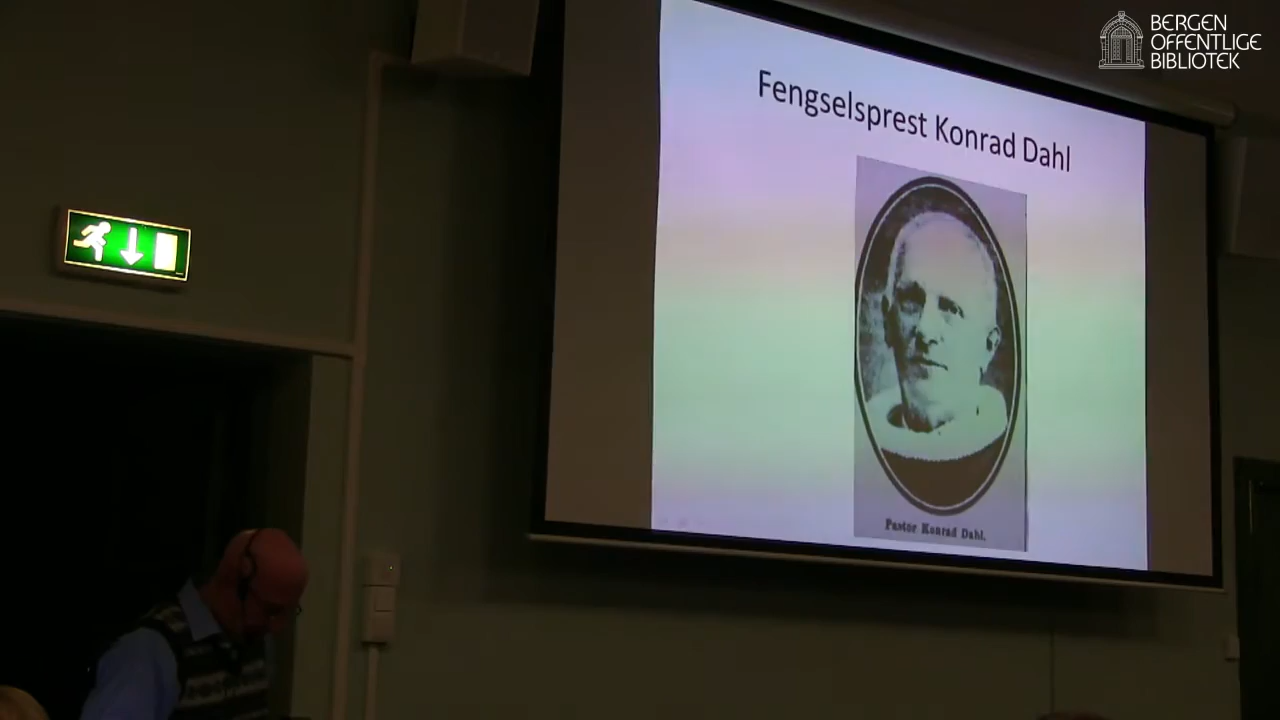 BERGEN
OFFENTLIGE
BIBLIOTEK
Fengselsprest Konrad Dahl
Pastor Konrad Dahl.